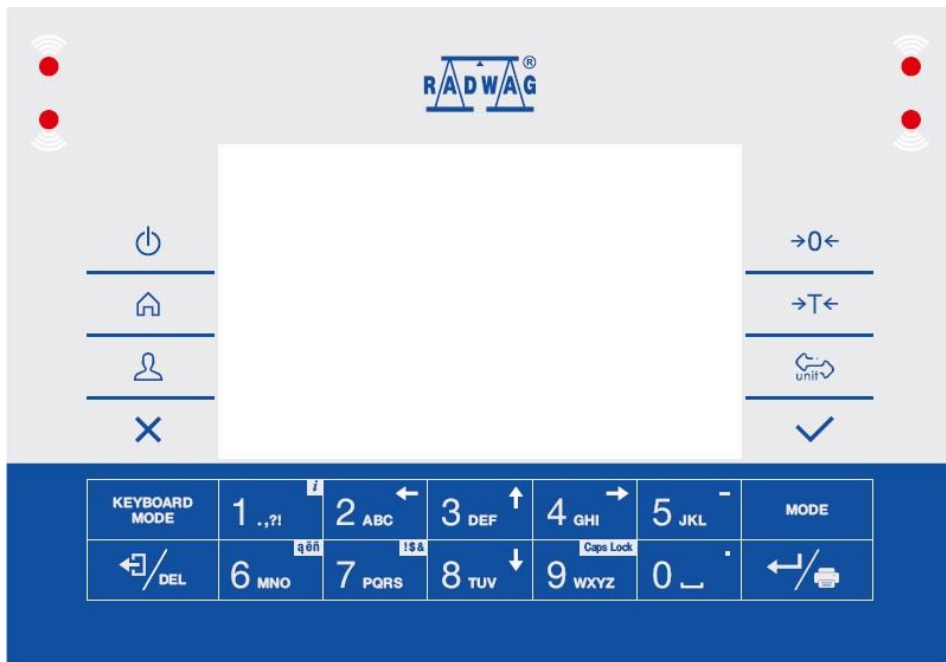 RADWAG®
→0←
→T←
unit
KEYBOARD
MODE
1 .,?! i
2 ABC ←
3 DEF ↑
4 GHI →
5 JKL -
MODE
/DEL
6 MNO ąëñ
7 PQRS !$&
8 TUV ↓
9 WXYZ Caps Lock
0 ⎵ .